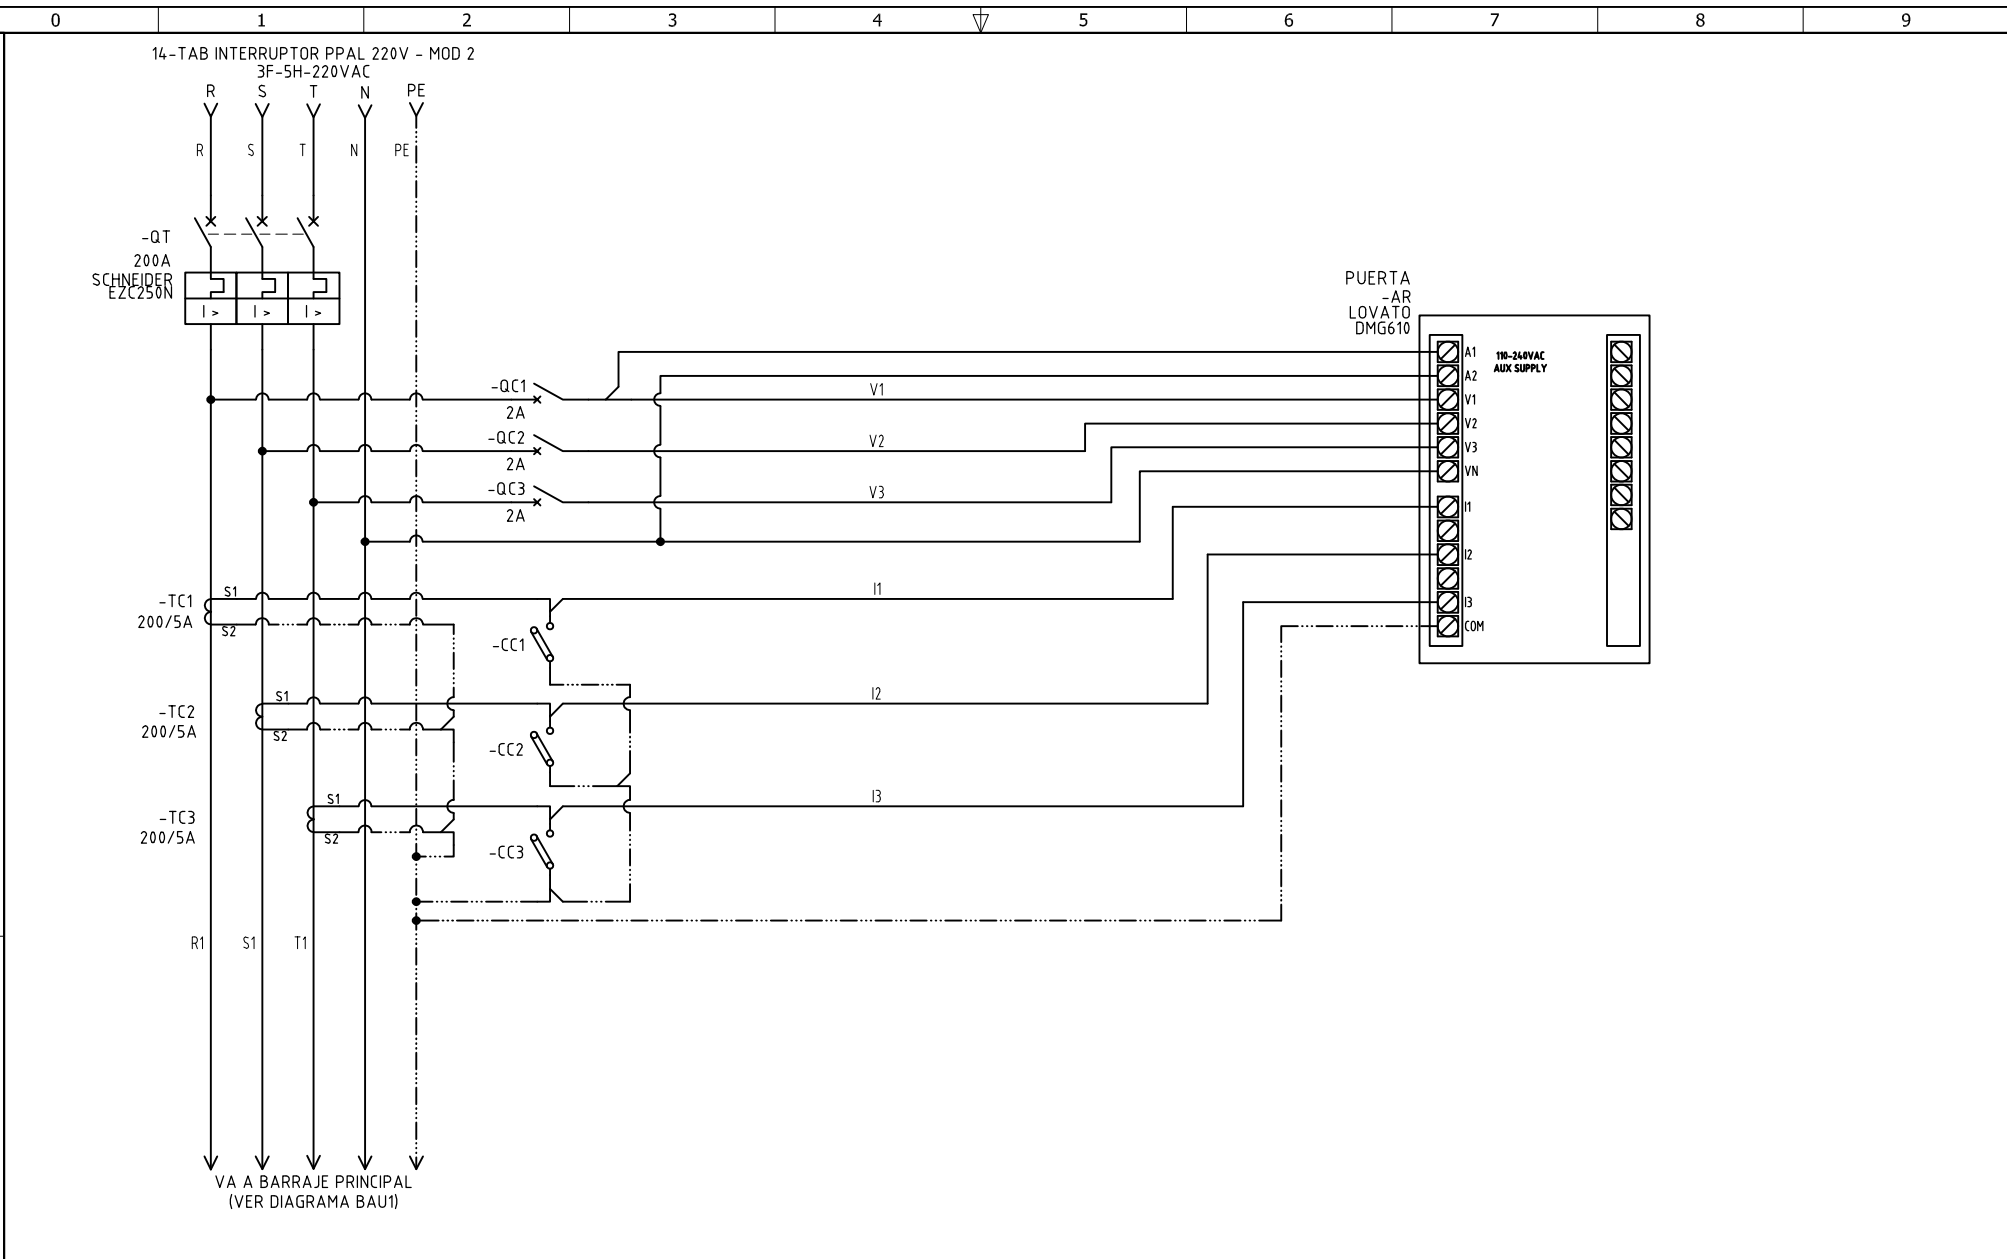 0 1 2 3 4 5 6 7 8 9
14-TAB INTERRUPTOR PPAL 220V - MOD 2
3F-5H-220VAC
R S T N PE
R S T N PE
-QT
200A
SCHNEIDER
EZC250N
I > I > I >
PUERTA
-AR
LOVATO
DMG610
A1
110-240VAC
AUX SUPPLY
A2
V1
V2
V3
VN
I1
I2
I3
COM
-QC1
2A
V1
-QC2
2A
V2
-QC3
2A
V3
-TC1
200/5A
S1
S2
I1
-CC1
-TC2
200/5A
S1
S2
I2
-CC2
-TC3
200/5A
S1
S2
I3
-CC3
R1 S1 T1
VA A BARRAJE PRINCIPAL
(VER DIAGRAMA BAU1)